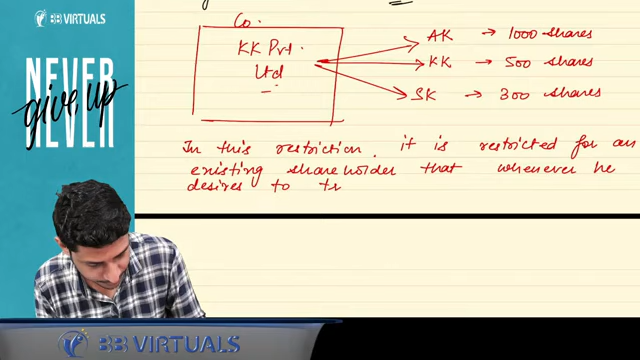 BB VIRTUALS
NEVER
give up
NEVER
Co.
KK Pvt.
Ltd
AK → 1000 shares
KK → 500 shares
SK → 300 shares
In this restriction, it is restricted for an
existing shareholder that whenever he
desires to tr
BB VIRTUALS